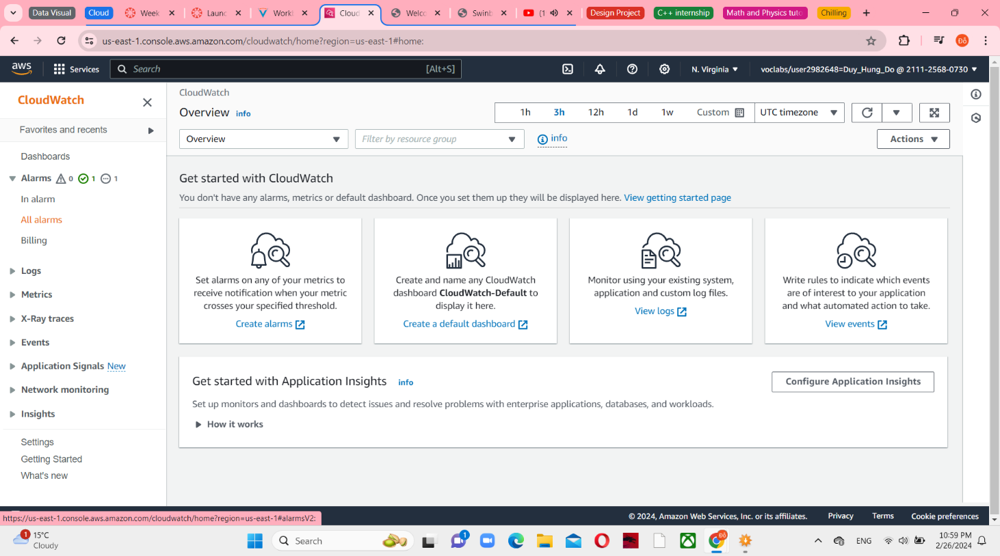 Data Visual
Cloud
Week
Launc
Worki
Cloud
Welco
Swinb
(1
Design Project
C++ internship
Math and Physics tuto
Chilling
us-east-1.console.aws.amazon.com/cloudwatch/home?region=us-east-1#home:
Đỗ
aws
Services
Search
[Alt+S]
N. Virginia
voclabs/user2982648=Duy_Hung_Do @ 2111-2568-0730
CloudWatch
Favorites and recents
Dashboards
Alarms 0 1 1
In alarm
All alarms
Billing
Logs
Metrics
X-Ray traces
Events
Application Signals New
Network monitoring
Insights
Settings
Getting Started
What's new
CloudWatch
Overview info
1h 3h 12h 1d 1w Custom
UTC timezone
Overview
Filter by resource group
info
Actions
Get started with CloudWatch
You don't have any alarms, metrics or default dashboard. Once you set them up they will be displayed here. View getting started page
Set alarms on any of your metrics to
receive notification when your metric
crosses your specified threshold.
Create alarms
Create and name any CloudWatch
dashboard CloudWatch-Default to
display it here.
Create a default dashboard
Monitor using your existing system,
application and custom log files.
View logs
Write rules to indicate which events
are of interest to your application
and what automated action to take.
View events
Get started with Application Insights info
Configure Application Insights
Set up monitors and dashboards to detect issues and resolve problems with enterprise applications, databases, and workloads.
How it works
https://us-east-1.console.aws.amazon.com/cloudwatch/home?region=us-east-1#alarmsV2:
© 2024, Amazon Web Services, Inc. or its affiliates.
Privacy
Terms
Cookie preferences
1
15°C
Cloudy
Search
1
Đỗ
ENG
10:59 PM
2/26/2024